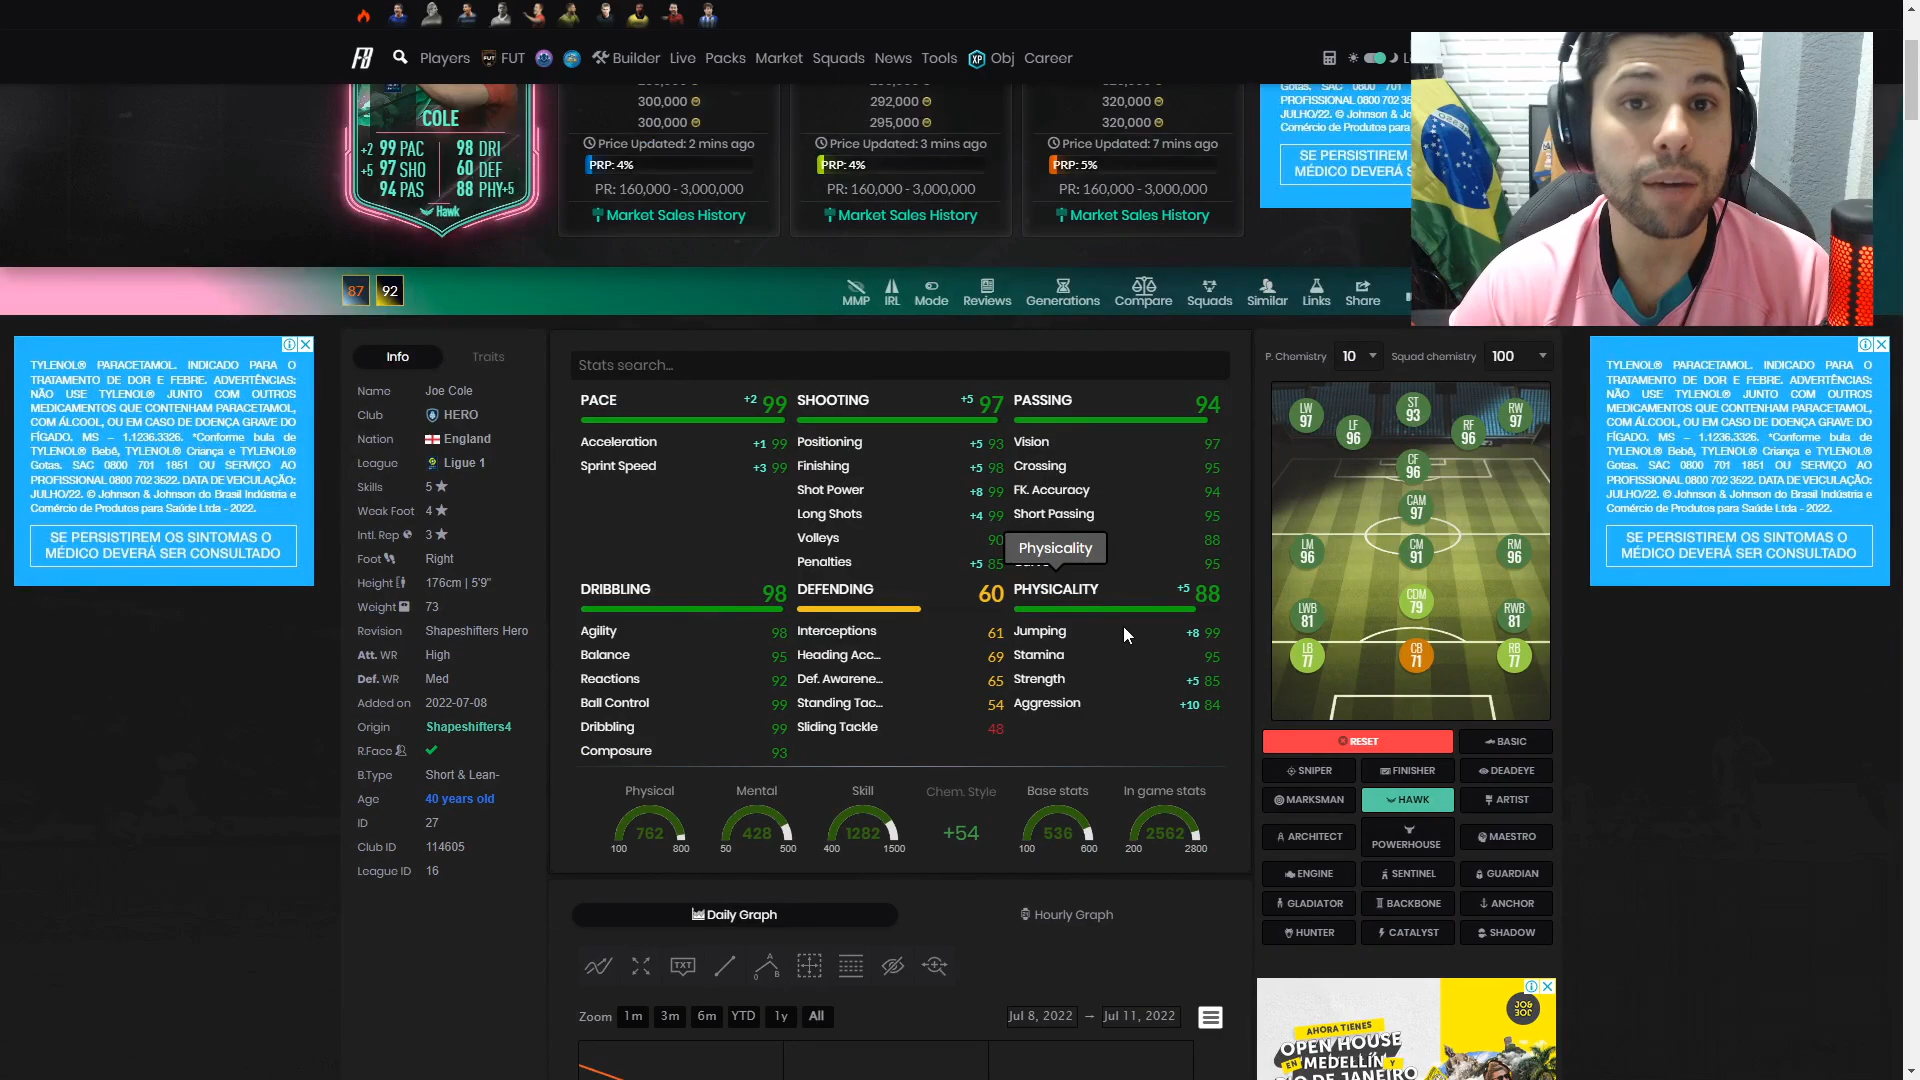 Players FUT Builder Live Packs Market Squads News Tools XP Obj Career
COLE
+2 99 PAC 98 DRI
+5 97 SHO 60 DEF
94 PAS 88 PHY+5
Hawk
300,000
300,000
Price Updated: 2 mins ago
PRP: 4%
PR: 160,000 - 3,000,000
Market Sales History
292,000
295,000
Price Updated: 3 mins ago
PRP: 4%
PR: 160,000 - 3,000,000
Market Sales History
320,000
320,000
Price Updated: 7 mins ago
PRP: 5%
PR: 160,000 - 3,000,000
Market Sales History
SE PERSISTIREM
MÉDICO DEVERÁ S
87 92
MMP IRL Mode Reviews Generations Compare Squads Similar Links Share
TYLENOL® PARACETAMOL. INDICADO PARA O
TRATAMENTO DE DOR E FEBRE. ADVERTÊNCIAS:
NÃO USE TYLENOL® JUNTO COM OUTROS
MEDICAMENTOS QUE CONTENHAM PARACETAMOL,
COM ÁLCOOL, OU EM CASO DE DOENÇA GRAVE DO
FÍGADO. MS – 1.1236.3326. *Conforme bula de
TYLENOL® Bebê, TYLENOL® Criança e TYLENOL®
Gotas. SAC 0800 701 1851 OU SERVIÇO AO
PROFISSIONAL 0800 702 3522. DATA DE VEICULAÇÃO:
JULHO/22. © Johnson & Johnson do Brasil Indústria e
Comércio de Produtos para Saúde Ltda - 2022.
SE PERSISTIREM OS SINTOMAS O
MÉDICO DEVERÁ SER CONSULTADO
Info Traits
Name Joe Cole
Club HERO
Nation England
League Ligue 1
Skills 5
Weak Foot 4
Intl. Rep 3
Foot Right
Height 176cm | 5'9"
Weight 73
Revision Shapeshifters Hero
Att. WR High
Def. WR Med
Added on 2022-07-08
Origin Shapeshifters4
R.Face
B.Type Short & Lean-
Age 40 years old
ID 27
Club ID 114605
League ID 16
Stats search...
PACE +2 99
Acceleration +1 99
Sprint Speed +3 99
SHOOTING +5 97
Positioning +5 93
Finishing +5 98
Shot Power +8 99
Long Shots +4 99
Volleys 90
Penalties +5 85
PASSING 94
Vision 97
Crossing 95
FK. Accuracy 94
Short Passing 95
88
95
Physicality
DRIBBLING 98
Agility 98
Balance 95
Reactions 92
Ball Control 99
Dribbling 99
Composure 93
DEFENDING 60
Interceptions 61
Heading Acc... 69
Def. Awarene... 65
Standing Tac... 54
Sliding Tackle 48
PHYSICALITY +5 88
Jumping +8 99
Stamina 95
Strength +5 85
Aggression +10 84
Physical Mental Skill Chem. Style Base stats In game stats
762 428 1282 +54 536 2562
100 800 50 500 400 1500 100 600 200 2800
Daily Graph Hourly Graph
TXT
Zoom 1m 3m 6m YTD 1y All Jul 8, 2022 → Jul 11, 2022
P. Chemistry 10 Squad chemistry 100
LW 97
ST 93
RW 97
LF 96
RF 96
CF 96
CAM 97
LM 96
CM 91
RM 96
CDM 79
LWB 81
RWB 81
LB 77
CB 71
RB 77
RESET BASIC
SNIPER FINISHER DEADEYE
MARKSMAN HAWK ARTIST
ARCHITECT POWERHOUSE MAESTRO
ENGINE SENTINEL GUARDIAN
GLADIATOR BACKBONE ANCHOR
HUNTER CATALYST SHADOW
TYLENOL® PARACETAMOL. INDICADO PARA O
TRATAMENTO DE DOR E FEBRE. ADVERTÊNCIAS:
NÃO USE TYLENOL® JUNTO COM OUTROS
MEDICAMENTOS QUE CONTENHAM PARACETAMOL,
COM ÁLCOOL, OU EM CASO DE DOENÇA GRAVE DO
FÍGADO. MS – 1.1236.3326. *Conforme bula de
TYLENOL® Bebê, TYLENOL® Criança e TYLENOL®
Gotas. SAC 0800 701 1851 OU SERVIÇO AO
PROFISSIONAL 0800 702 3522. DATA DE VEICULAÇÃO:
JULHO/22. © Johnson & Johnson do Brasil Indústria e
Comércio de Produtos para Saúde Ltda - 2022.
SE PERSISTIREM OS SINTOMAS O
MÉDICO DEVERÁ SER CONSULTADO
AHORA TIENES
OPEN HOUSE
EN MEDELLÍN Y
RIO DE JANEIRO
JO&JOE